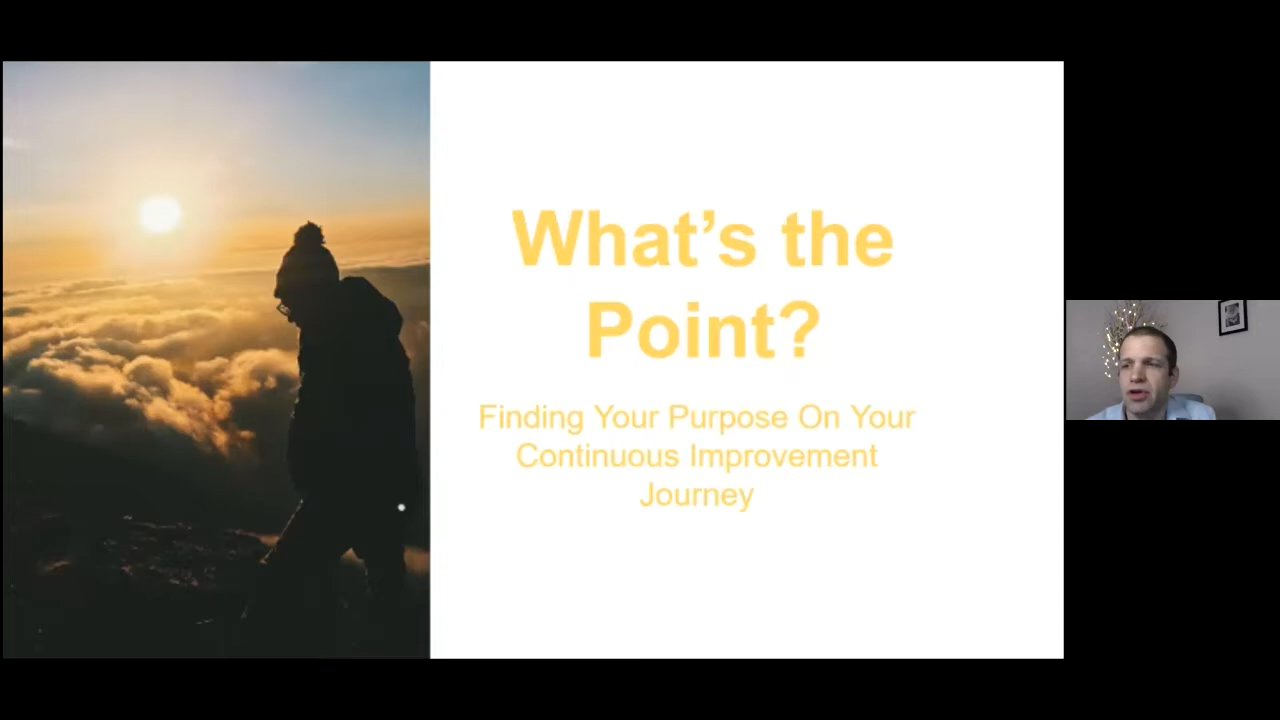 What's the
Point?
Finding Your Purpose On Your
Continuous Improvement
Journey